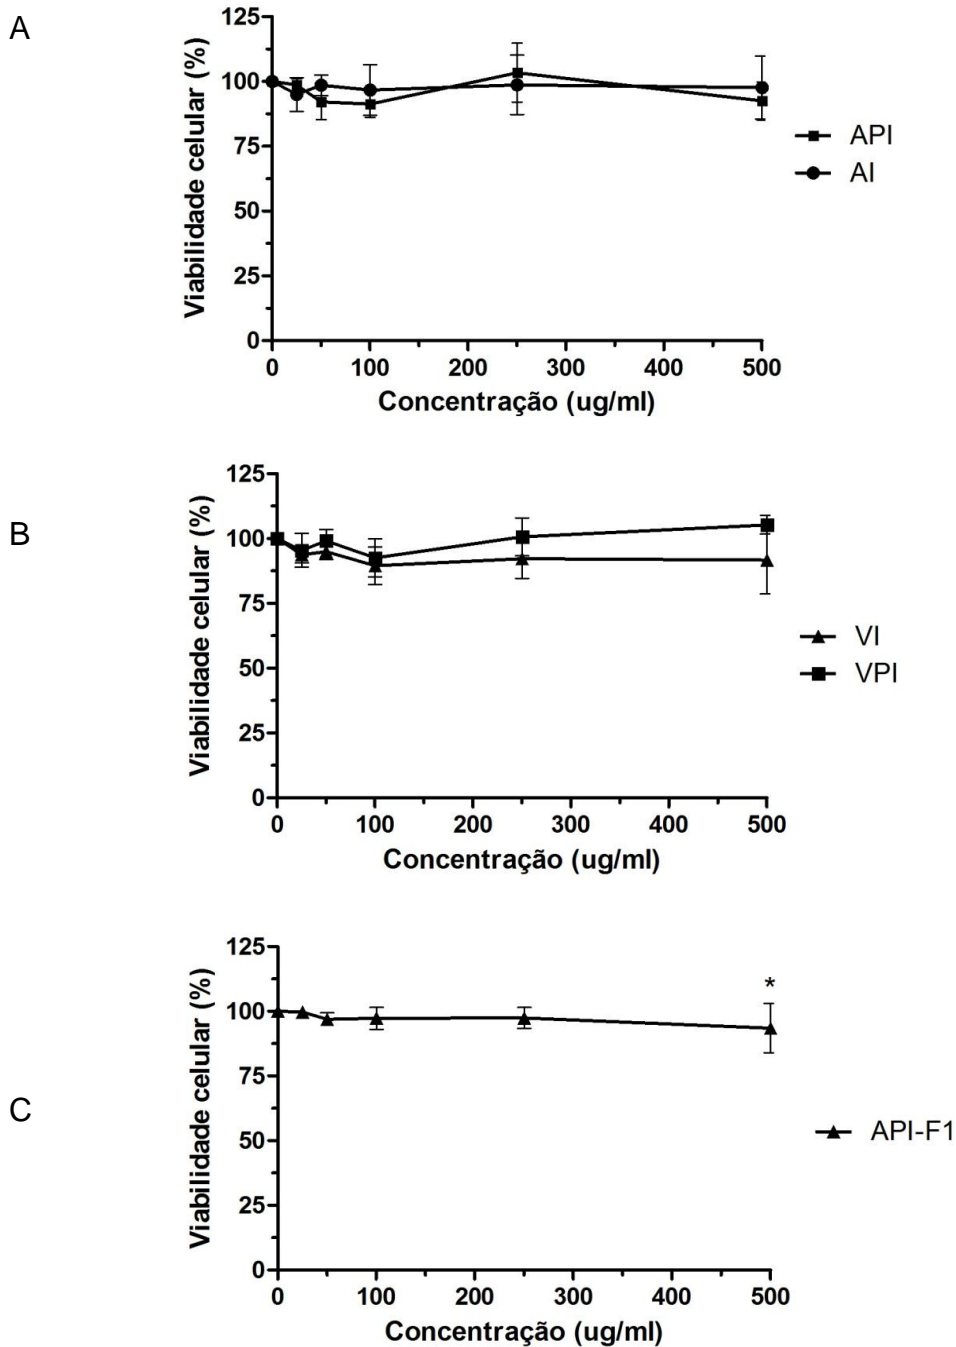 A
Viabilidade celular (%)
125
100
75
50
25
0
0 100 200 300 400 500
Concentração (ug/ml)
API
AI
B
Viabilidade celular (%)
125
100
75
50
25
0
0 100 200 300 400 500
Concentração (ug/ml)
VI
VPI
C
Viabilidade celular (%)
125
100
75
50
25
0
*
0 100 200 300 400 500
Concentração (ug/ml)
API-F1